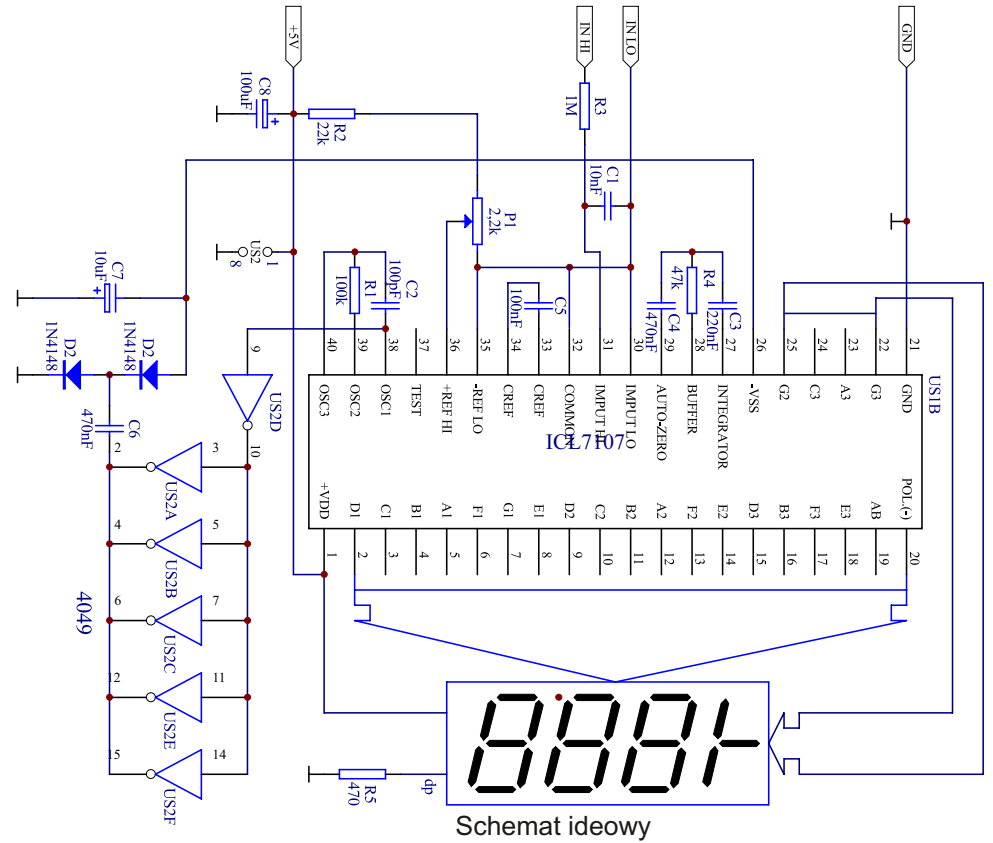 +5V
IN HI
IN LO
GND
C8
100uF
+
R2
22k
R3
1M
C1
10nF
P1
2,2k
US2
1
8
C7
10uF
+
R1
100k
C2
100pF
C5
100nF
R4
47k
C4
470nF
C3
220nF
D2
1N4148
D2
1N4148
C6
470nF
9
US2D
10
40
39
38
37
36
35
34
33
32
31
30
29
28
27
26
25
24
23
22
21
US1B
OSC3
OSC2
OSC1
TEST
+REF HI
-REF LO
CREF
CREF
COMMON
IMPUT HI
IMPUT LO
AUTO-ZERO
BUFFER
INTEGRATOR
-VSS
G2
C3
A3
G3
GND
ICL7107
+VDD
D1
C1
B1
A1
F1
G1
E1
D2
C2
B2
A2
F2
E2
D3
B3
F3
E3
AB
POL.(-)
1
2
3
4
5
6
7
8
9
10
11
12
13
14
15
16
17
18
19
20
2
3
US2A
4
5
US2B
6
7
US2C
12
11
US2E
15
14
US2F
4049
R5
470
dp
Schemat ideowy